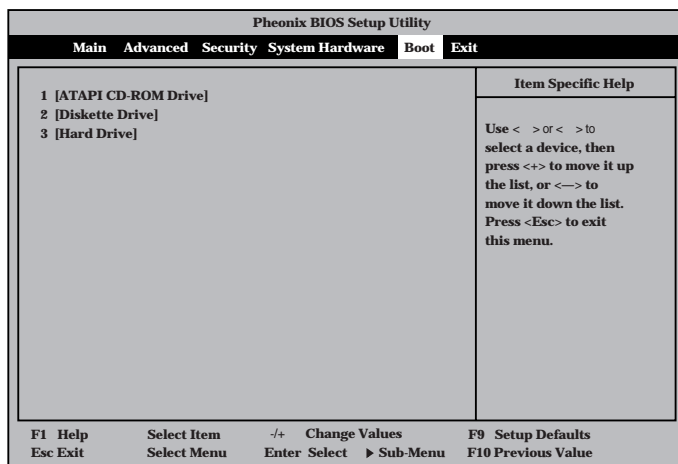 Pheonix BIOS Setup Utility
Main Advanced Security System Hardware Boot Exit
1 [ATAPI CD-ROM Drive]
2 [Diskette Drive]
3 [Hard Drive]
Item Specific Help
Use < > or < > to
select a device, then
press <+> to move it up
the list, or <—> to
move it down the list.
Press <Esc> to exit
this menu.
F1 Help Select Item -/+ Change Values F9 Setup Defaults
Esc Exit Select Menu Enter Select ▶ Sub-Menu F10 Previous Value